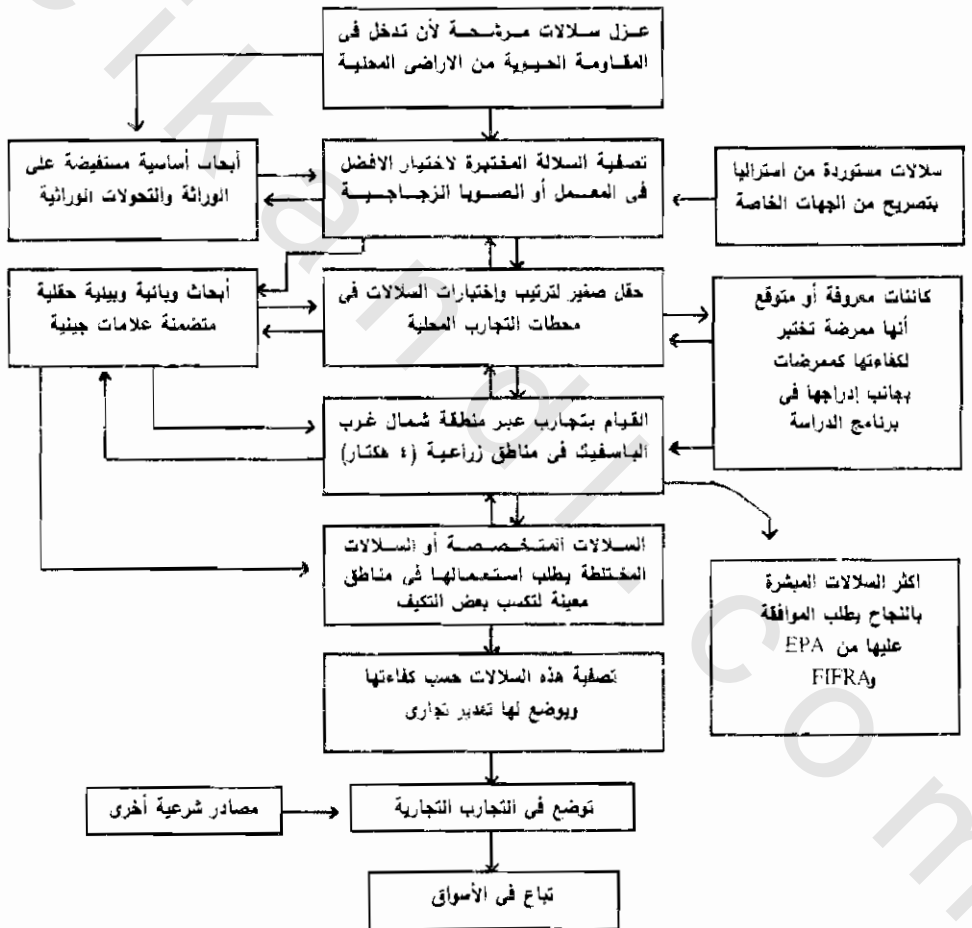 عزل سلالات مرشحة لأن تدخل فى
المقاومة الحيوية من الاراضى المحلية
أبحاب أساسية مستفيضة على
الوراثة والتحولات الوراثية
تصفية السلالة المختبرة لاختيار الافضل
فى المعمل أو الصوبا الزجاجية
سلالات مستوردة من استراليا
بتصريح من الجهات الخاصة
أبحاث وبائية وبيئية حقلية
متضمنة علامات جينية
حقل صغير لترتيب وإختبارات السلالات فى
محطات التجارب المحلية
كائنات معروفة أو متوقع
أنها ممرضة تختبر
لكفاءتها كممرضات
بجانب إدراجها فى
برنامج الدراسة
القيام بتجارب عبر منطقة شمال غرب
الباسفيك فى مناطق زراعية (٤ هكتار)
السلالات المتخصصة أو السلالات
المختلطة يطلب استعمالها فى مناطق
معينة لتكسب بعض التكيف
اكثر السلالات المبشرة
بالنجاح يطلب الموافقة
عليها من EPA
وFIFRA
تصفية هذه السلالات حسب كفاءتها
ويوضع لها تقدير تجارى
مصادر شرعية أخرى
توضع فى التجارب التجارية
تباع فى الأسواق
ikandl.com